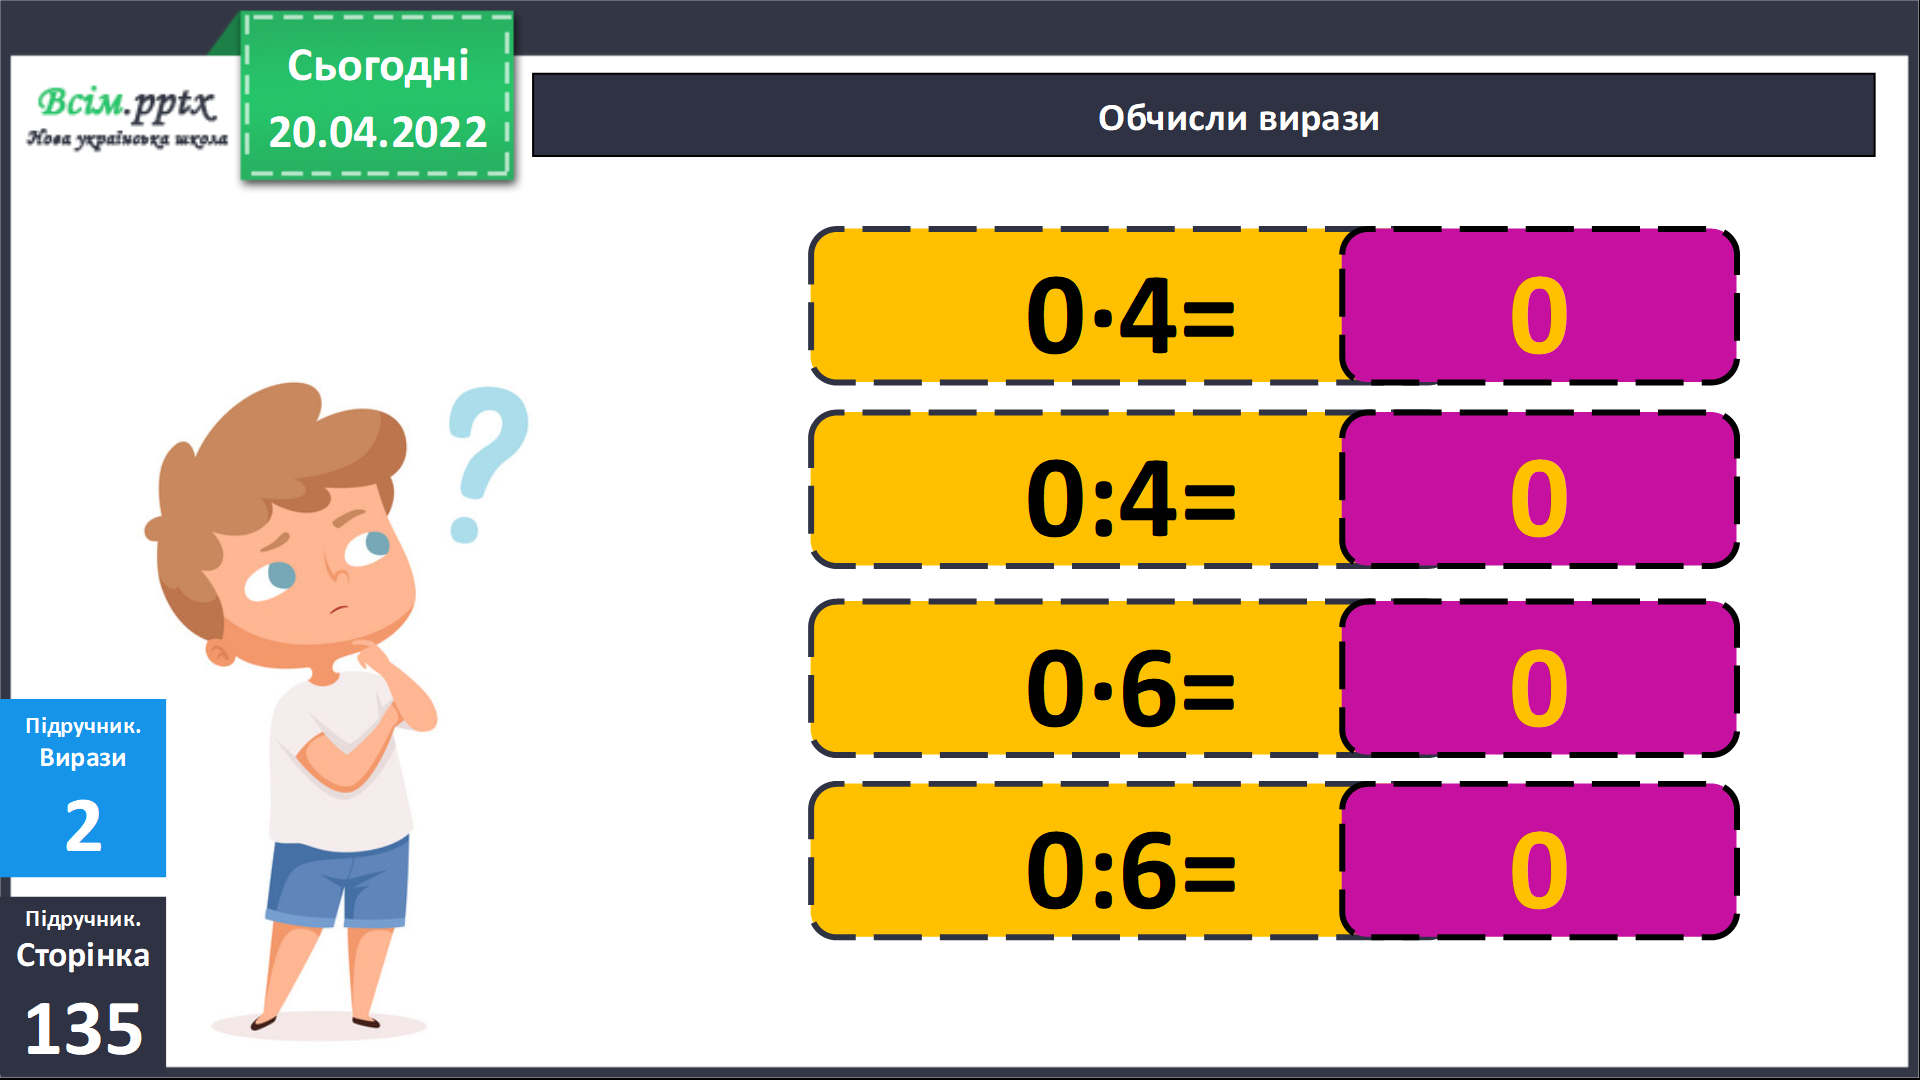 Всім.pptx
Нова українська школа
Сьогодні
20.04.2022
Обчисли вирази
0·4= 0
0:4= 0
0·6= 0
0:6= 0
?
Підручник.
Вирази
2
Підручник.
Сторінка
135